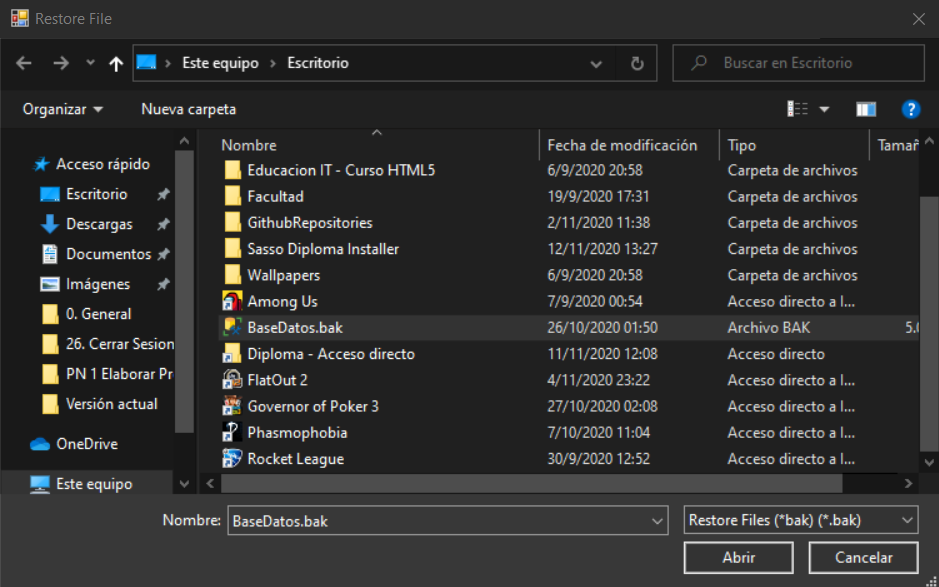 Restore File
Este equipo > Escritorio
Buscar en Escritorio
Organizar
Nueva carpeta
?
Nombre Fecha de modificación Tipo Tamañ
Acceso rápido
Escritorio
Descargas
Documentos
Imágenes
0. General
26. Cerrar Sesion
PN 1 Elaborar Pr
Versión actual
OneDrive
Este equipo
Educacion IT - Curso HTML5 6/9/2020 20:58 Carpeta de archivos
Facultad 19/9/2020 17:31 Carpeta de archivos
GithubRepositories 2/11/2020 11:38 Carpeta de archivos
Sasso Diploma Installer 12/11/2020 13:27 Carpeta de archivos
Wallpapers 6/9/2020 20:58 Carpeta de archivos
Among Us 7/9/2020 00:54 Acceso directo a I...
BaseDatos.bak 26/10/2020 01:50 Archivo BAK 5.0
Diploma - Acceso directo 11/11/2020 12:08 Acceso directo
FlatOut 2 4/11/2020 23:22 Acceso directo a I...
Governor of Poker 3 27/10/2020 02:08 Acceso directo a I...
Phasmophobia 7/10/2020 11:04 Acceso directo a I...
Rocket League 30/9/2020 12:52 Acceso directo a I...
Nombre: BaseDatos.bak
Restore Files (*bak) (*.bak)
Abrir
Cancelar